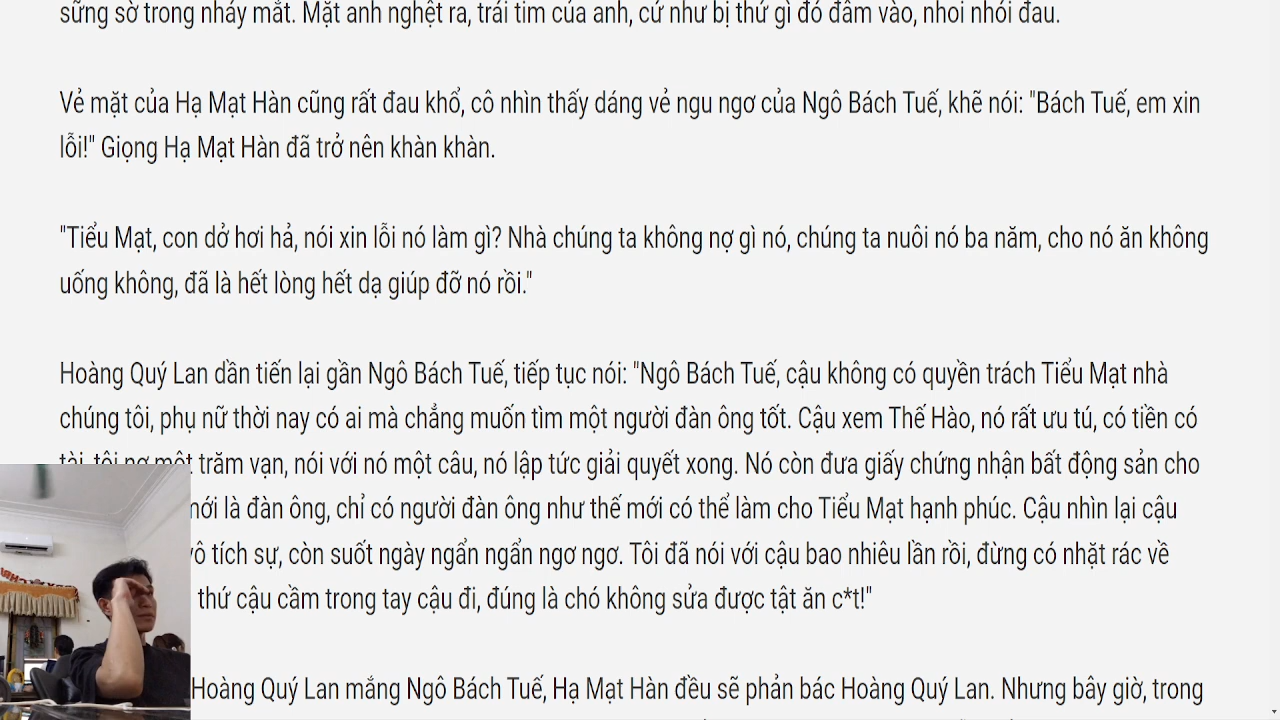 sững sờ trong nháy mắt. Mặt anh nghệt ra, trái tim của anh, cứ như bị thứ gì đó đâm vào, nhoi nhói đau.
Vẻ mặt của Hạ Mạt Hàn cũng rất đau khổ, cô nhìn thấy dáng vẻ ngu ngơ của Ngô Bách Tuế, khẽ nói: "Bách Tuế, em xin
lỗi!" Giọng Hạ Mạt Hàn đã trở nên khàn khàn.
"Tiểu Mạt, con dở hơi hả, nói xin lỗi nó làm gì? Nhà chúng ta không nợ gì nó, chúng ta nuôi nó ba năm, cho nó ăn không
uống không, đã là hết lòng hết dạ giúp đỡ nó rồi."
Hoàng Quý Lan dần tiến lại gần Ngô Bách Tuế, tiếp tục nói: "Ngô Bách Tuế, cậu không có quyền trách Tiểu Mạt nhà
chúng tôi, phụ nữ thời nay có ai mà chẳng muốn tìm một người đàn ông tốt. Cậu xem Thế Hào, nó rất ưu tú, có tiền có
tài, tôi nợ một trăm vạn, nói với nó một câu, nó lập tức giải quyết xong. Nó còn đưa giấy chứng nhận bất động sản cho
mới là đàn ông, chỉ có người đàn ông như thế mới có thể làm cho Tiểu Mạt hạnh phúc. Cậu nhìn lại cậu
vô tích sự, còn suốt ngày ngẩn ngẩn ngơ ngơ. Tôi đã nói với cậu bao nhiêu lần rồi, đừng có nhặt rác về
thứ cậu cầm trong tay cậu đi, đúng là chó không sửa được tật ăn c*t!"
Hoàng Quý Lan mắng Ngô Bách Tuế, Hạ Mạt Hàn đều sẽ phản bác Hoàng Quý Lan. Nhưng bây giờ, trong